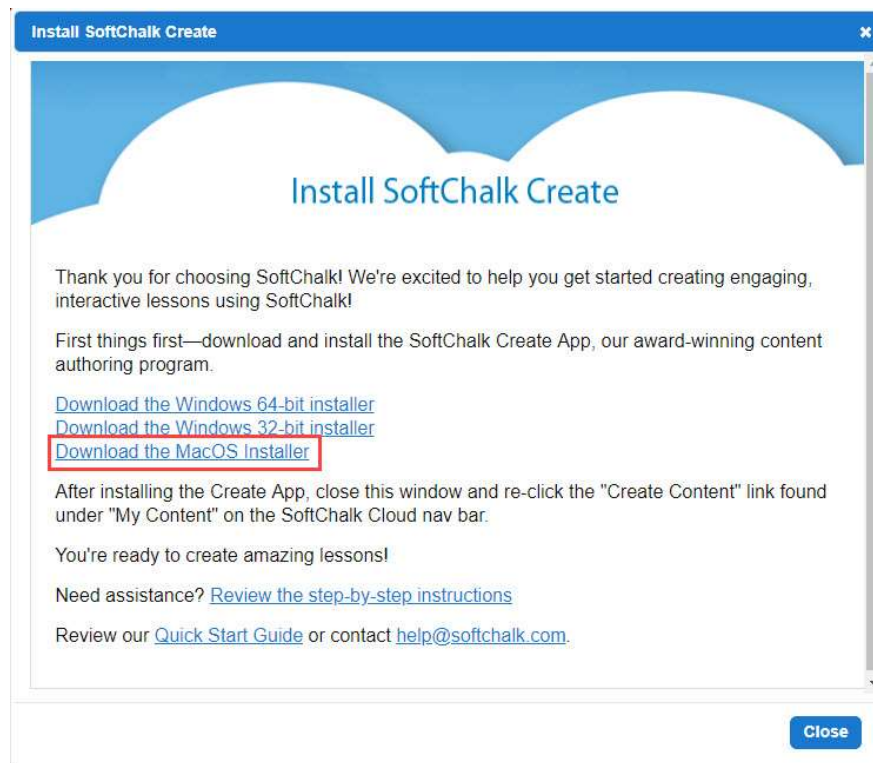 Install SoftChalk Create
Install SoftChalk Create
Thank you for choosing SoftChalk! We're excited to help you get started creating engaging,
interactive lessons using SoftChalk!
First things first—download and install the SoftChalk Create App, our award-winning content
authoring program.
Download the Windows 64-bit installer
Download the Windows 32-bit installer
Download the MacOS Installer
After installing the Create App, close this window and re-click the "Create Content" link found
under "My Content" on the SoftChalk Cloud nav bar.
You're ready to create amazing lessons!
Need assistance? Review the step-by-step instructions
Review our Quick Start Guide or contact help@softchalk.com.
Close